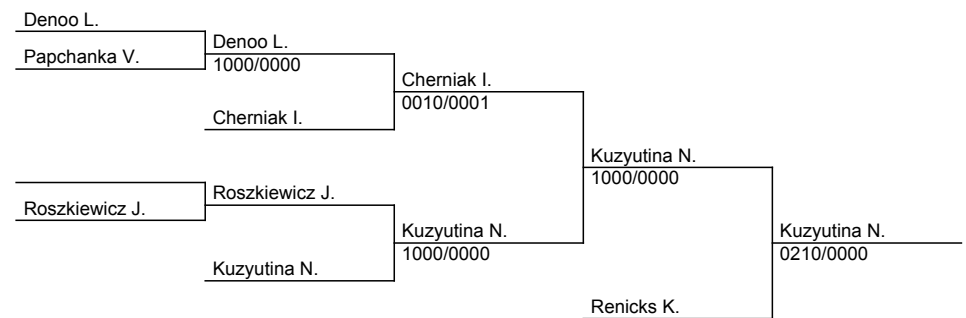 Denoo L.
Papchanka V.
Denoo L.
1000/0000
Cherniak I.
Cherniak I.
0010/0001
Roszkiewicz J.
Roszkiewicz J.
Kuzyutina N.
Kuzyutina N.
1000/0000
Kuzyutina N.
1000/0000
Renicks K.
Kuzyutina N.
0210/0000